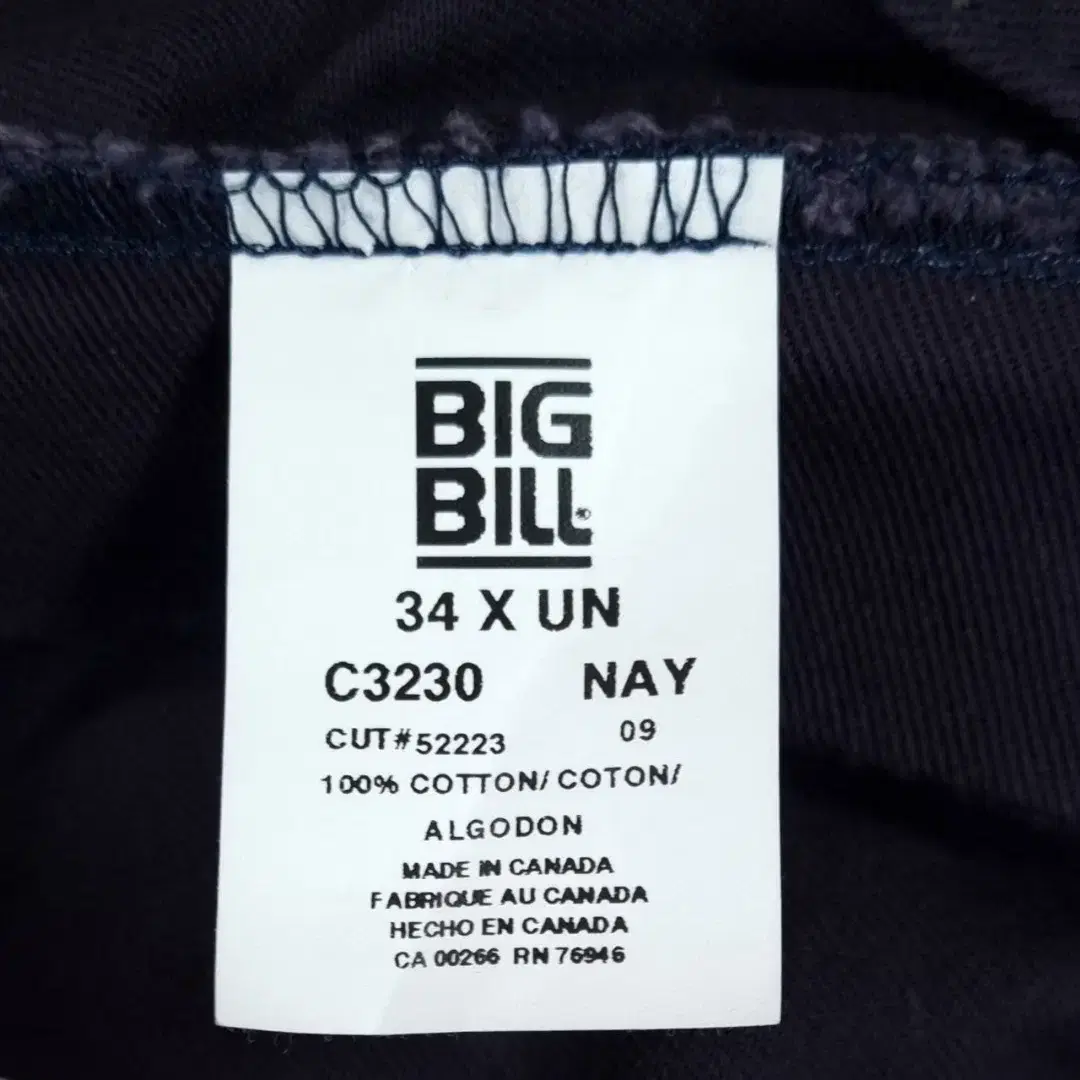 BIG
BILL®
34 X UN
C3230 NAY
CUT#52223 09
100% COTTON/COTON/
ALGODON
MADE IN CANADA
FABRIQUE AU CANADA
HECHO EN CANADA
CA 00266 RN 76946